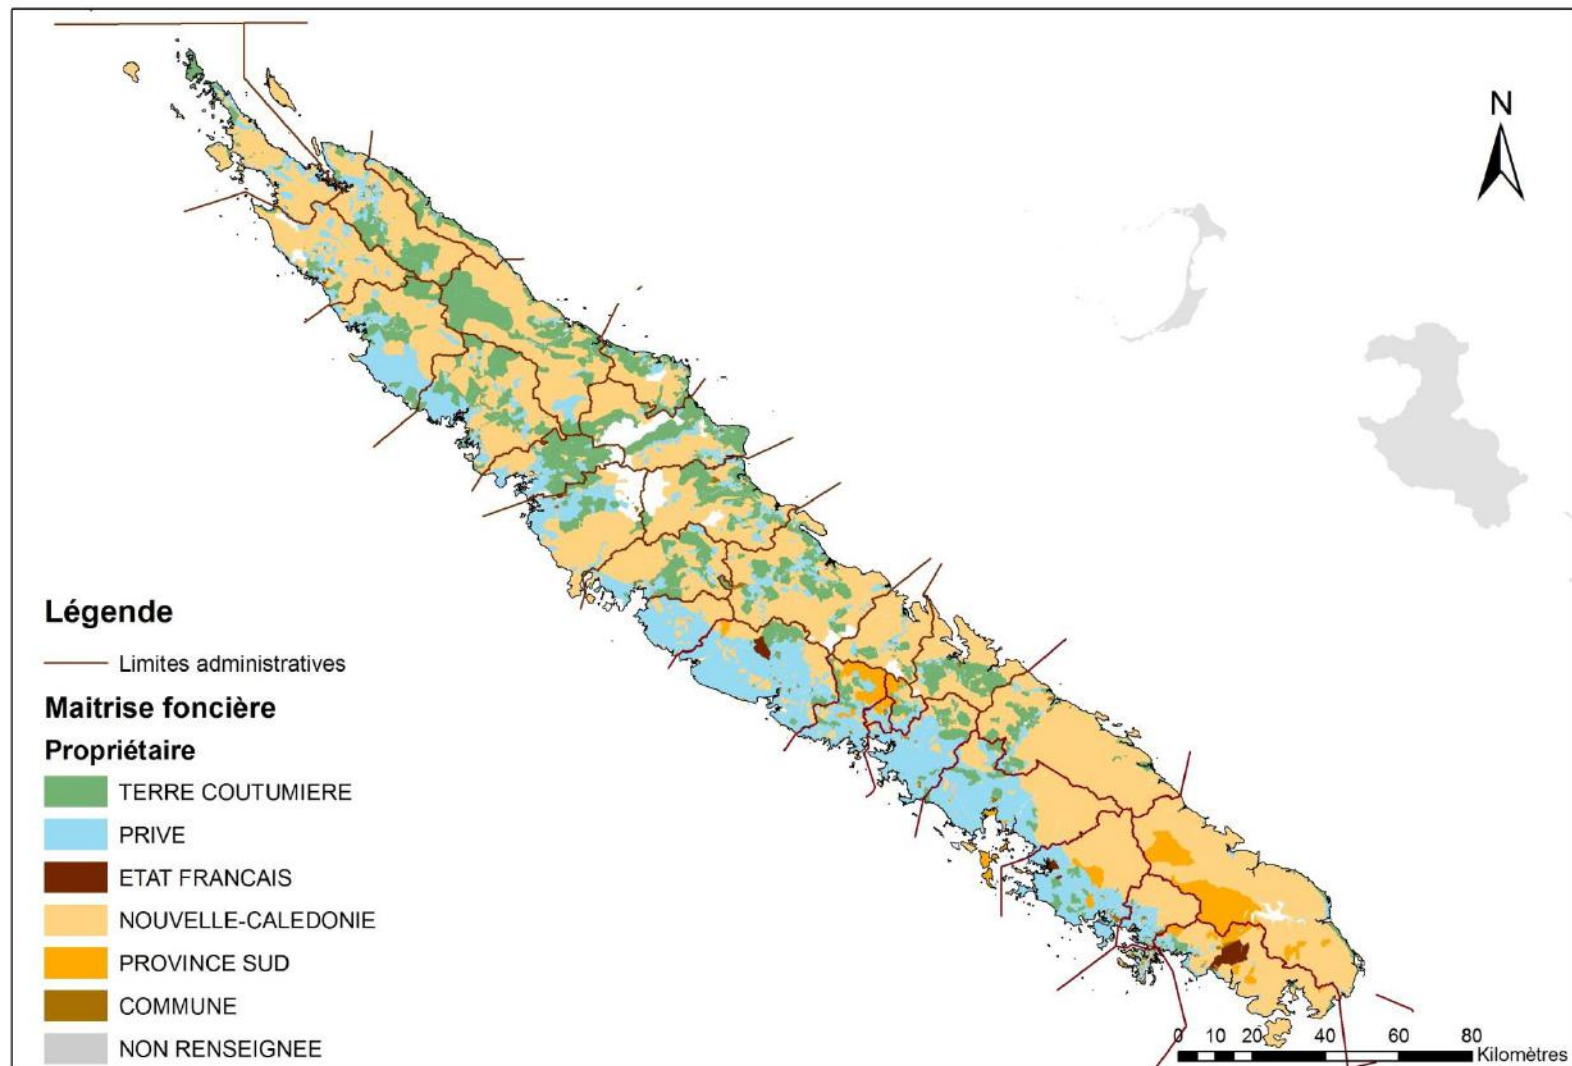 N
Légende
Limites administratives
Maitrise foncière
Propriétaire
TERRE COUTUMIERE
PRIVE
ETAT FRANCAIS
NOUVELLE-CALEDONIE
PROVINCE SUD
COMMUNE
NON RENSEIGNEE
0 10 20 40 60 80
Kilomètres